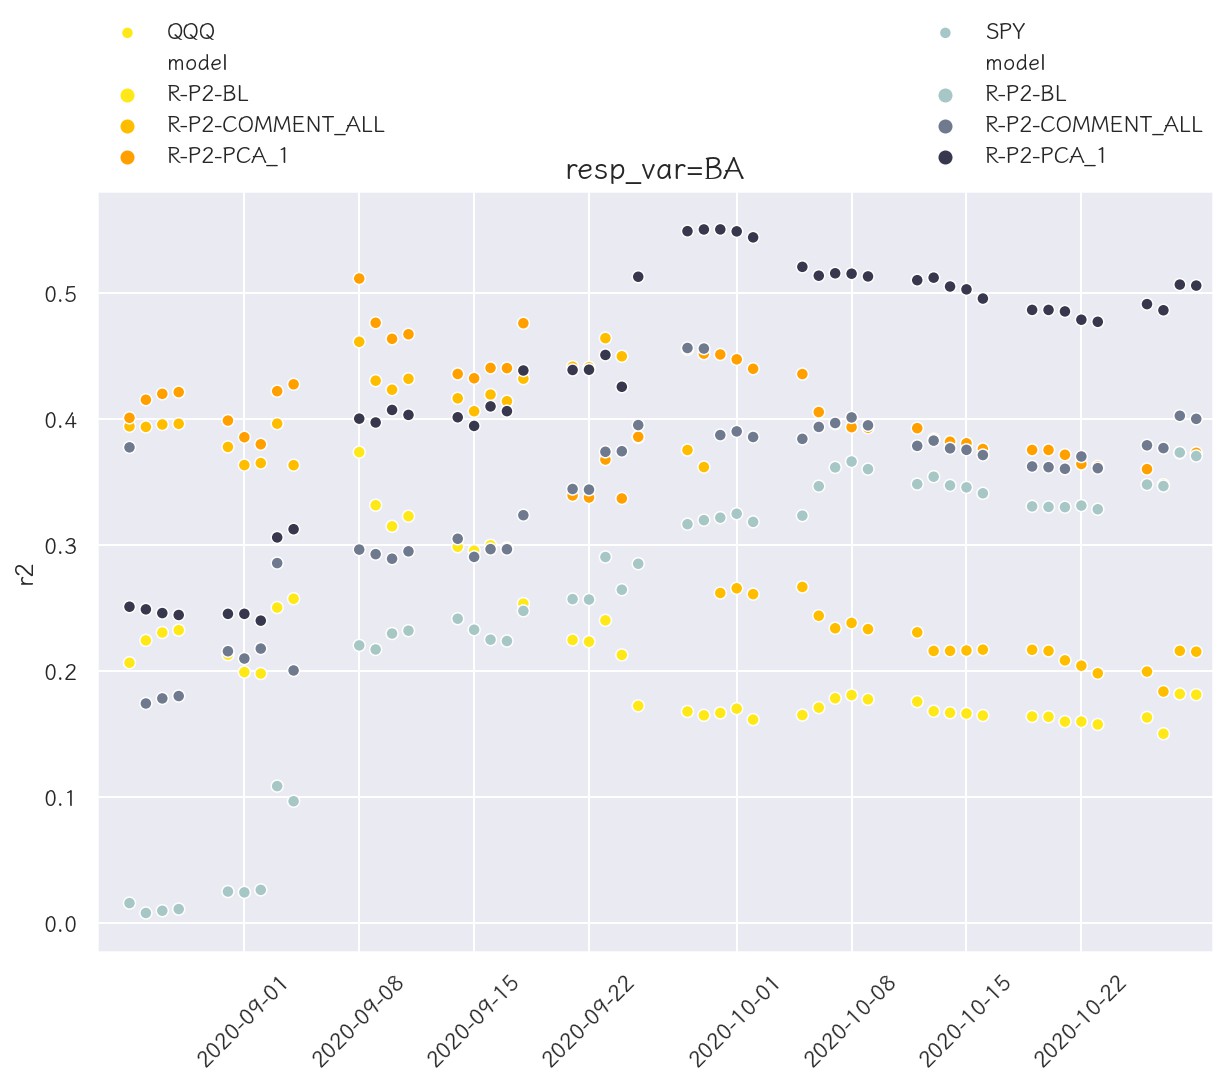 QQQ
model
R-P2-BL
R-P2-COMMENT_ALL
R-P2-PCA_1
SPY
model
R-P2-BL
R-P2-COMMENT_ALL
R-P2-PCA_1
resp_var=BA
r2
0.5
0.4
0.3
0.2
0.1
0.0
2020-09-01
2020-09-08
2020-09-15
2020-09-22
2020-10-01
2020-10-08
2020-10-15
2020-10-22